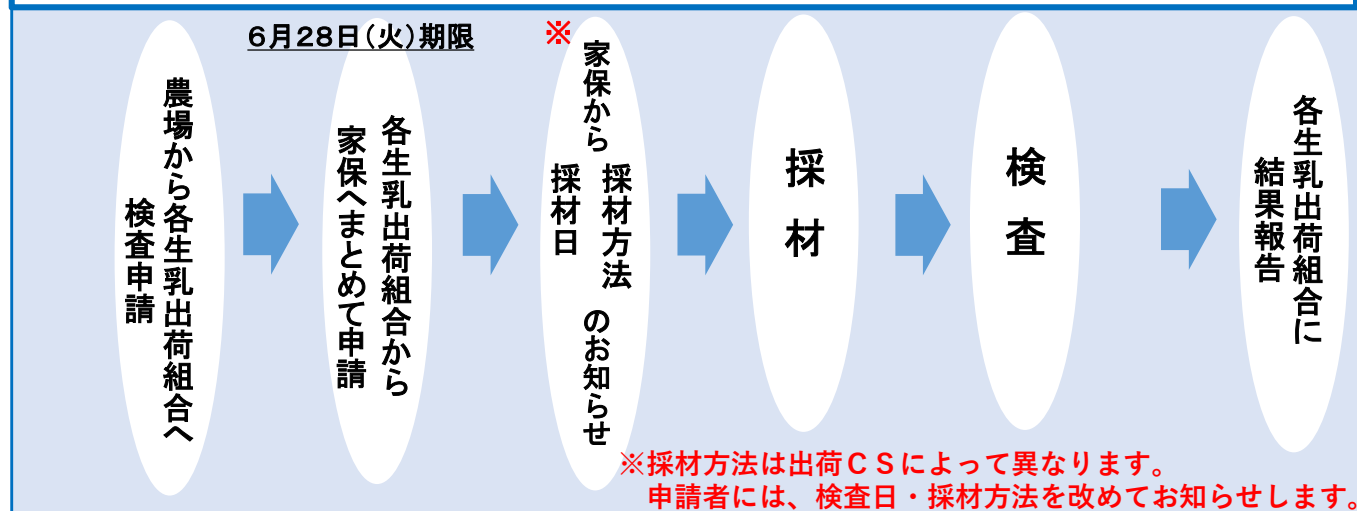 6月28日(火)期限
農場から各生乳出荷組合へ
検査申請
各生乳出荷組合から
家保へまとめて申請
※
家保から
採材方法
採材日
のお知らせ
採材
検査
各生乳出荷組合に
結果報告
※採材方法は出荷CSによって異なります。
申請者には、検査日・採材方法を改めてお知らせします。